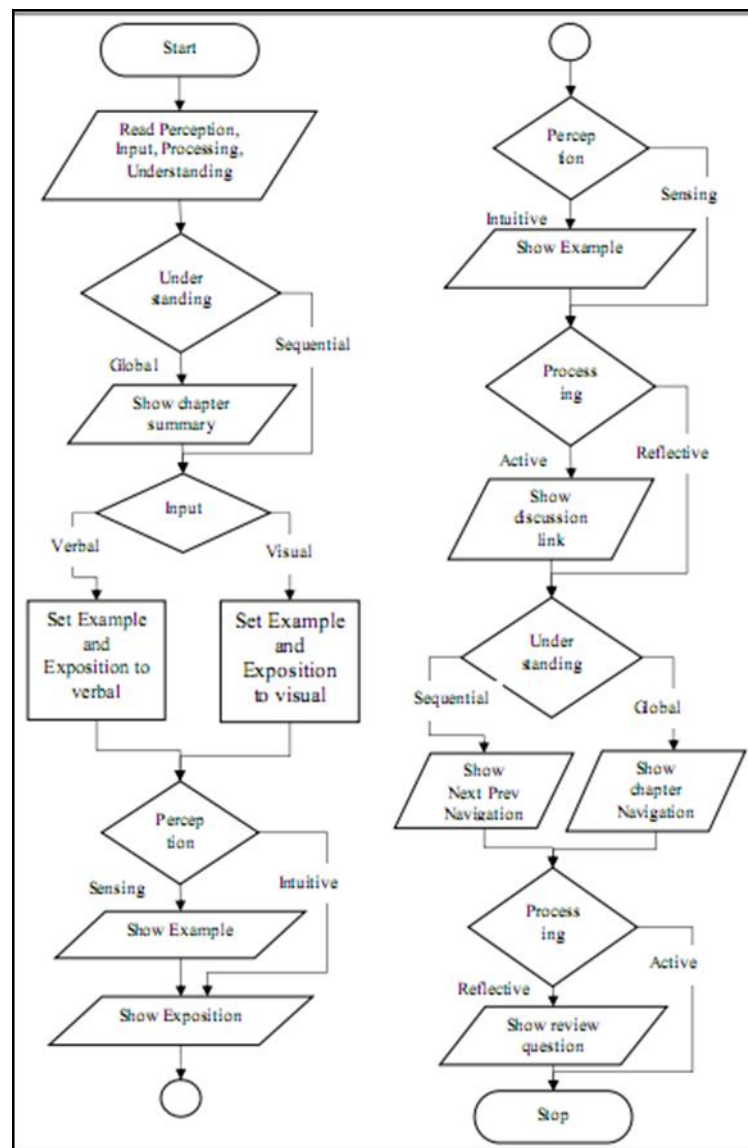 Start
Read Perception,
Input, Processing,
Understanding
Under
standing
Sequential
Global
Show chapter
summary
Input
Verbal
Visual
Set Example
and
Exposition to
verbal
Set Example
and
Exposition
to visual
Percep
tion
Sensing
Intuitive
Show Example
Show Exposition
Percep
tion
Sensing
Intuitive
Show Example
Process
ing
Reflective
Active
Show
discussion
link
Under
standing
Sequential
Global
Show
Next Prev
Navigation
Show
chapter
Navigation
Process
ing
Active
Reflective
Show review
question
Stop